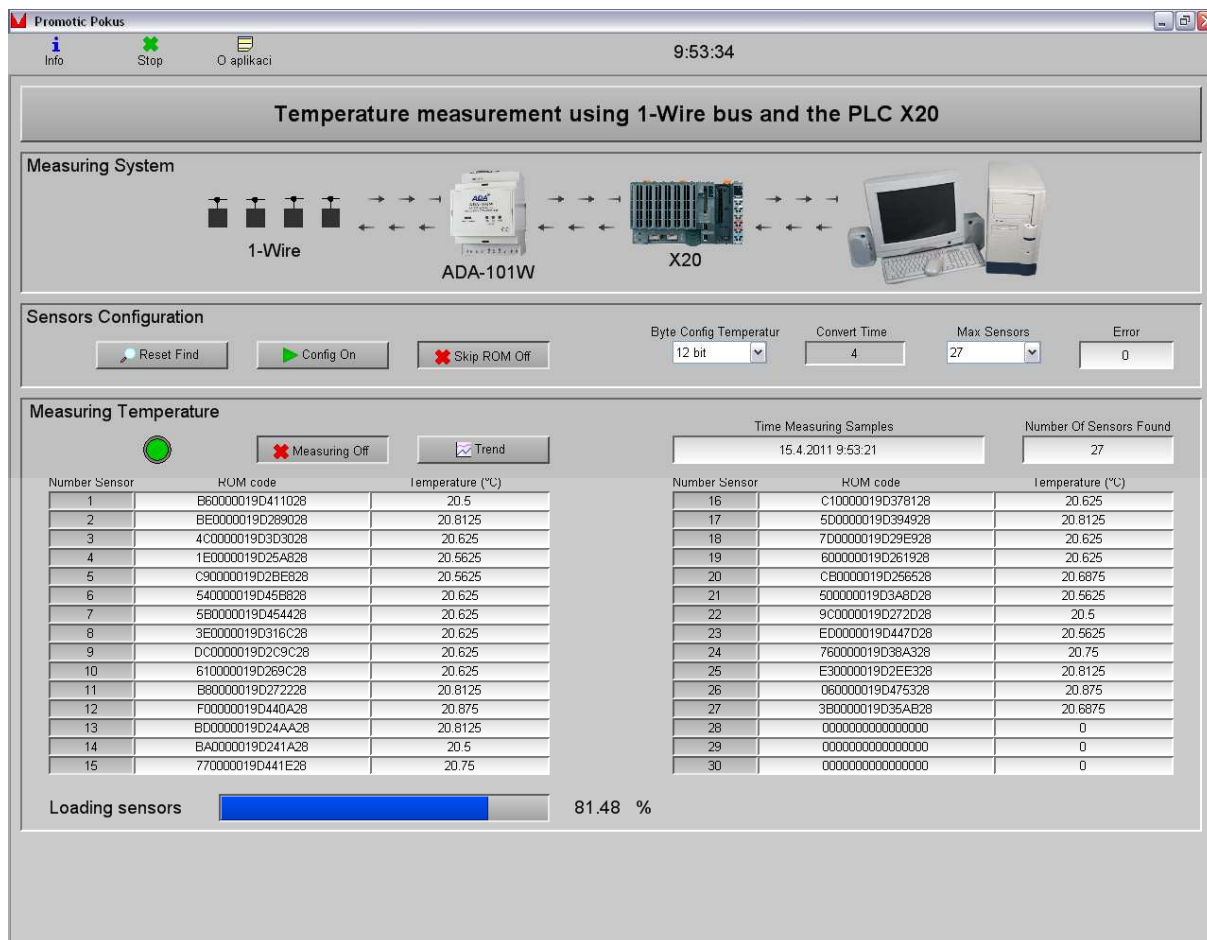 Promotic Pokus
Info Stop O aplikaci 9:53:34
Temperature measurement using 1-Wire bus and the PLC X20
Measuring System
ADA
1-Wire
ADA-101W
X20
Sensors Configuration
Byte Config Temperatur Convert Time Max Sensors Error
Reset Find Config On Skip ROM Off 12 bit 4 27 0
Measuring Temperature
Time Measuring Samples Number Of Sensors Found
Measuring Off Trend 15.4.2011 9:53:21 27
Number Sensor ROM code Temperature (°C) Number Sensor ROM code Temperature (°C)
1 B60000019D411028 20.5 16 C10000019D378128 20.625
2 BE0000019D289028 20.8125 17 5D0000019D394928 20.8125
3 4C0000019D3D3028 20.625 18 7D0000019D29E928 20.625
4 1E0000019D25A828 20.5625 19 600000019D261928 20.625
5 C90000019D2BE828 20.5625 20 CB0000019D256528 20.6875
6 540000019D45B828 20.625 21 500000019D3A8D28 20.5625
7 5B0000019D454428 20.625 22 9C0000019D272D28 20.5
8 3E0000019D316C28 20.625 23 ED0000019D447D28 20.5625
9 DC0000019D2C9C28 20.625 24 760000019D38A328 20.75
10 610000019D269C28 20.625 25 E30000019D2EE328 20.8125
11 B80000019D272228 20.8125 26 060000019D475328 20.875
12 F00000019D440A28 20.875 27 3B0000019D35AB28 20.6875
13 BD0000019D24AA28 20.8125 28 0000000000000000 0
14 BA0000019D241A28 20.5 29 0000000000000000 0
15 770000019D441E28 20.75 30 0000000000000000 0
Loading sensors 81.48 %